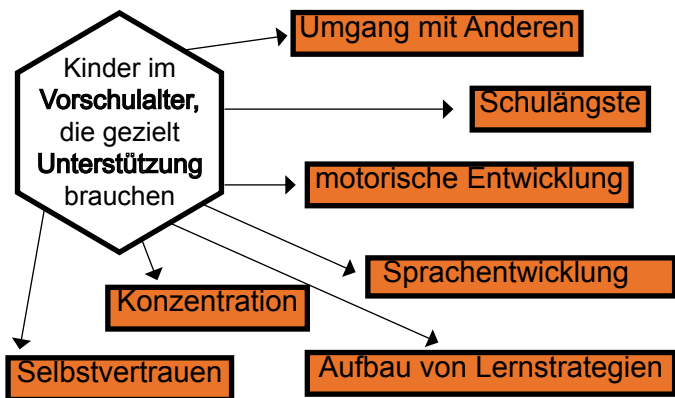 Kinder im
Vorschulalter,
die gezielt
Unterstützung
brauchen
Umgang mit Anderen
Schulängste
motorische Entwicklung
Sprachentwicklung
Konzentration
Aufbau von Lernstrategien
Selbstvertrauen